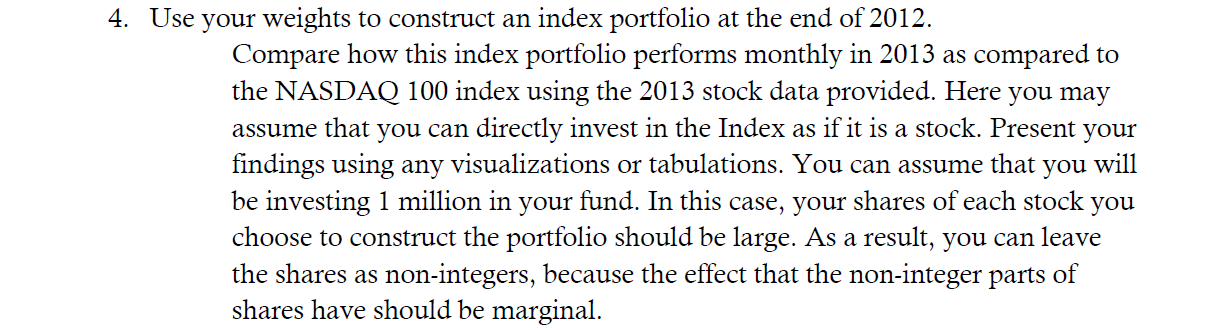 4. Use your weights to construct an index portfolio at the end of 2012.
Compare how this index portfolio performs monthly in 2013 as compared to
the NASDAQ 100 index using the 2013 stock data provided. Here you may
assume that you can directly invest in the Index as if it is a stock. Present your
findings using any visualizations or tabulations. You can assume that you will
be investing 1 million in your fund. In this case, your shares of each stock you
choose to construct the portfolio should be large. As a result, you can leave
the shares as non-integers, because the effect that the non-integer parts of
shares have should be marginal.